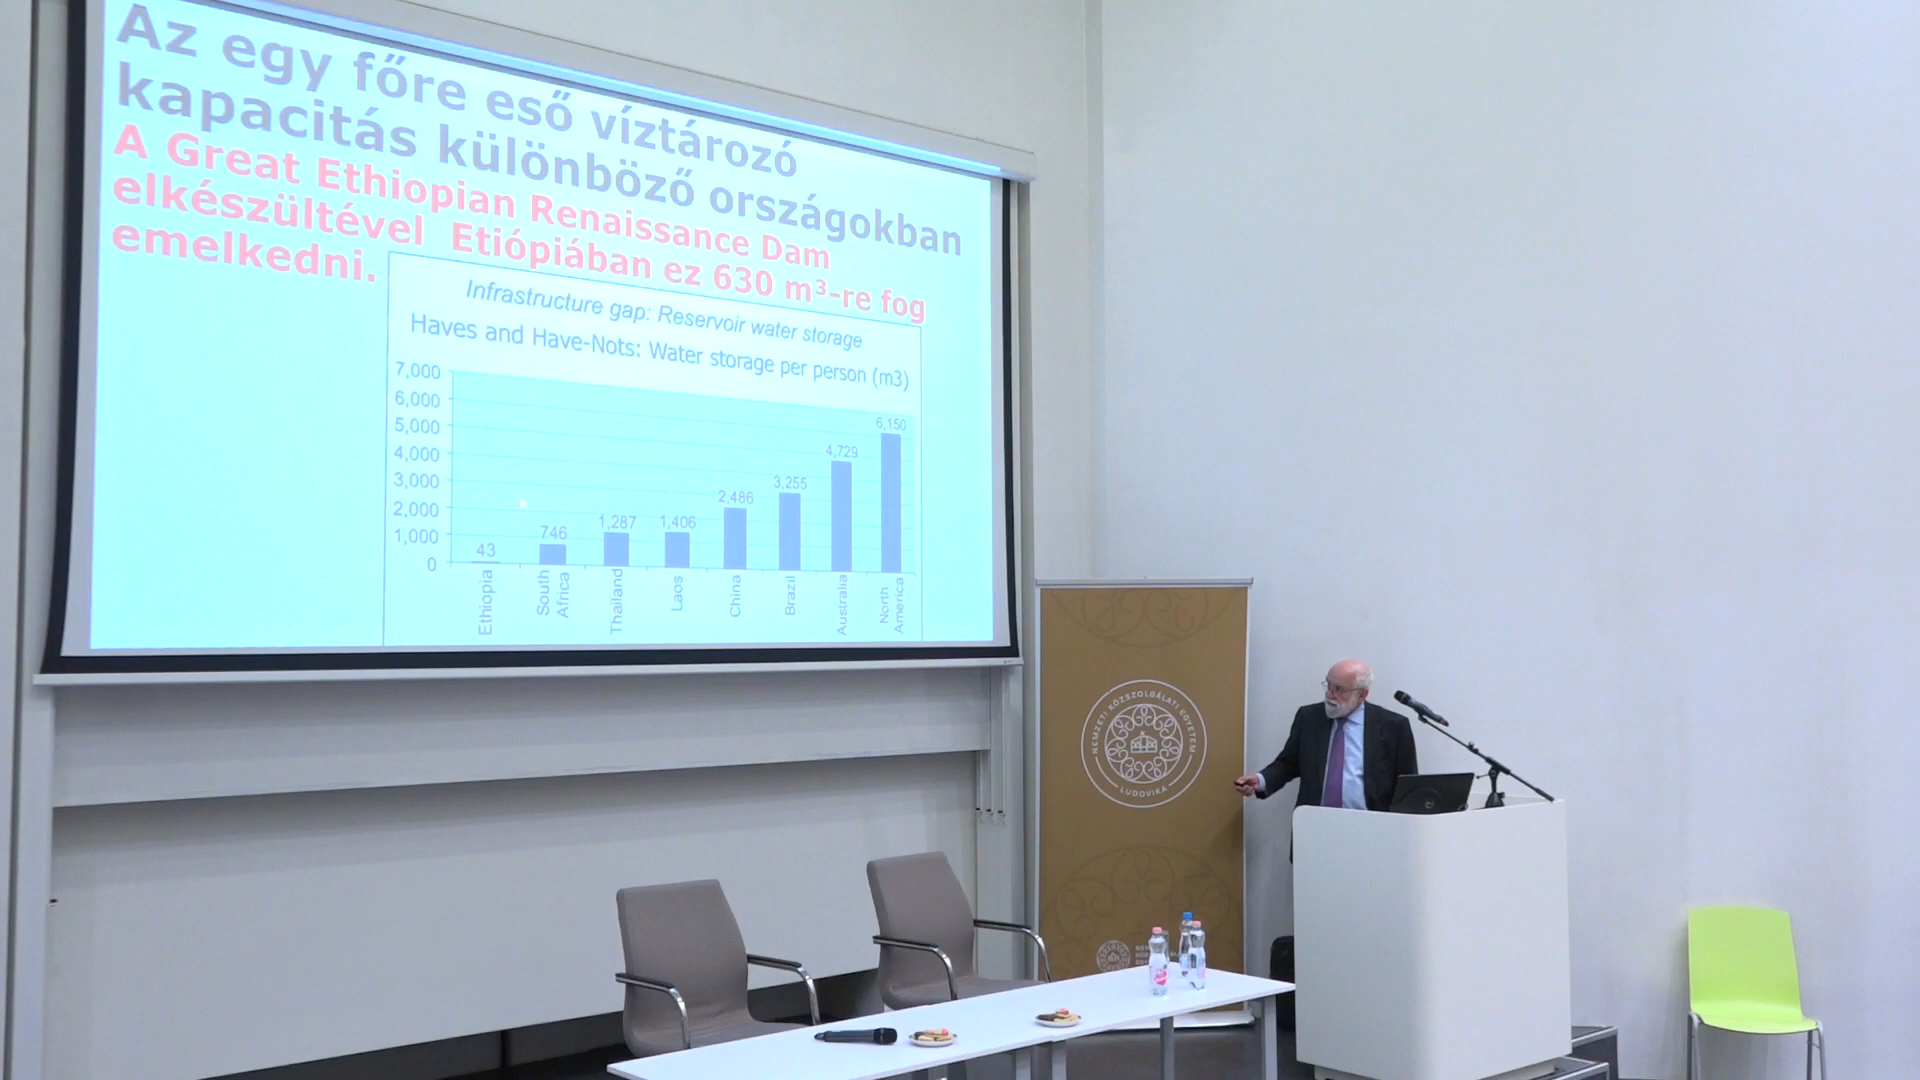 Az egy főre eső víztározó
kapacitás különböző országokban
A Great Ethiopian Renaissance Dam
elkészültével Etiópiában ez 630 m³-re fog
emelkedni.
Infrastructure gap: Reservoir water storage
Haves and Have-Nots: Water storage per person (m3)
7,000
6,000
5,000
4,000
3,000
2,000
1,000
0
43
746
1,287
1,406
2,486
3,255
4,729
6,150
Ethiopia
South
Africa
Thailand
Laos
China
Brazil
Australia
North
America
NEMZETI KÖZSZOLGÁLATI EGYETEM
LUDOVIKA